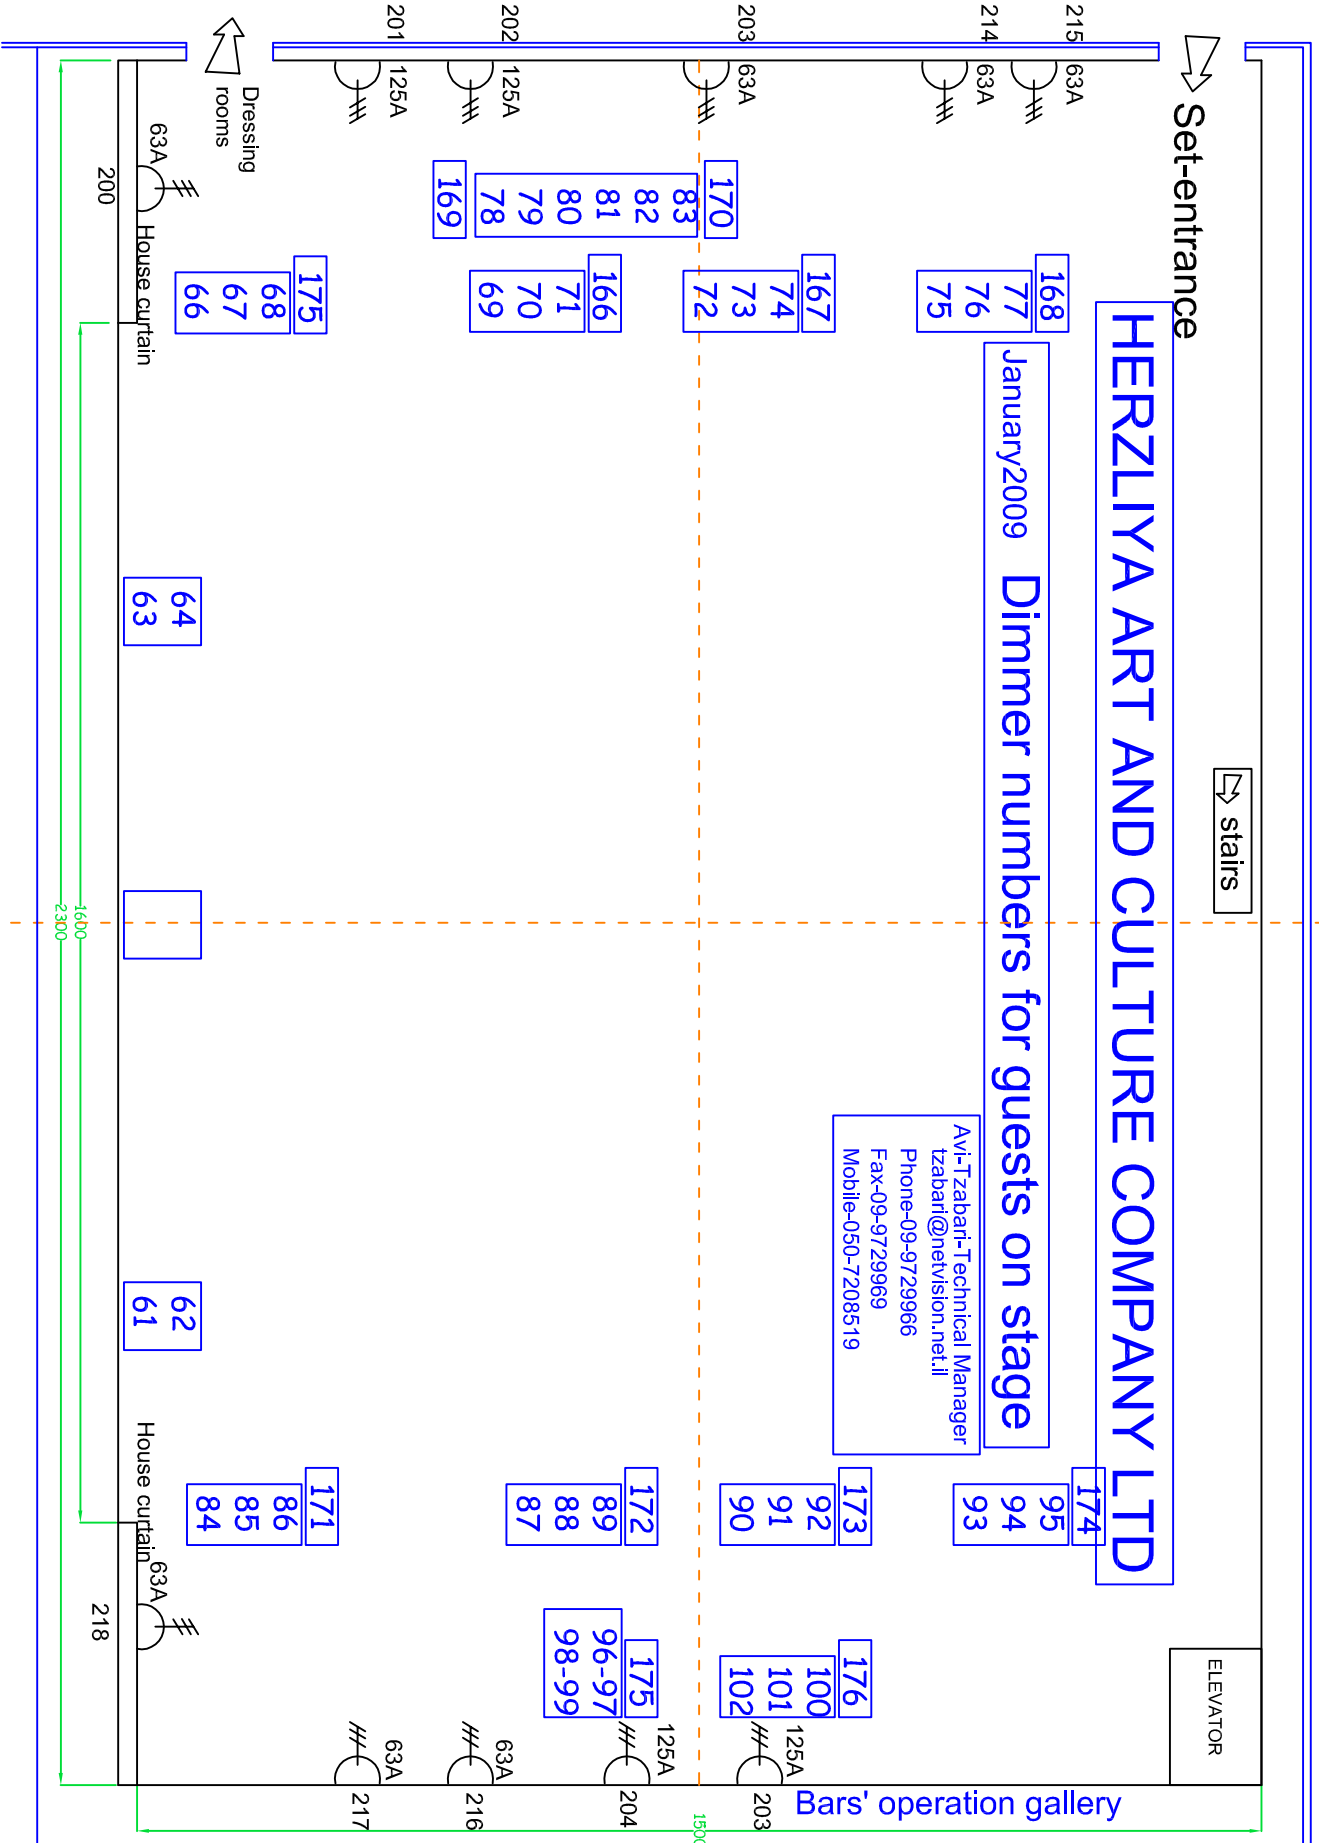 HERZLIYA ART AND CULTURE COMPANY LTD
January2009 Dimmer numbers for guests on stage
Avi-Tzabari-Technical Manager
tzabari@netvision.net.il
Phone-09-9729966
Fax-09-9729969
Mobile-050-7208519
Set-entrance
stairs
ELEVATOR
215
63A
214
63A
203
63A
202
125A
201
125A
Dressing
rooms
63A
200
House curtain
168
77
76
75
167
74
73
72
166
71
70
69
170
83
82
81
80
79
78
169
175
68
67
66
64
63
62
61
174
95
94
93
173
92
91
90
172
89
88
87
171
86
85
84
176
100
101
102
175
96-97
98-99
House curtain
63A
218
125A
203
125A
204
63A
216
63A
217
Bars' operation gallery
1600
2300
1500